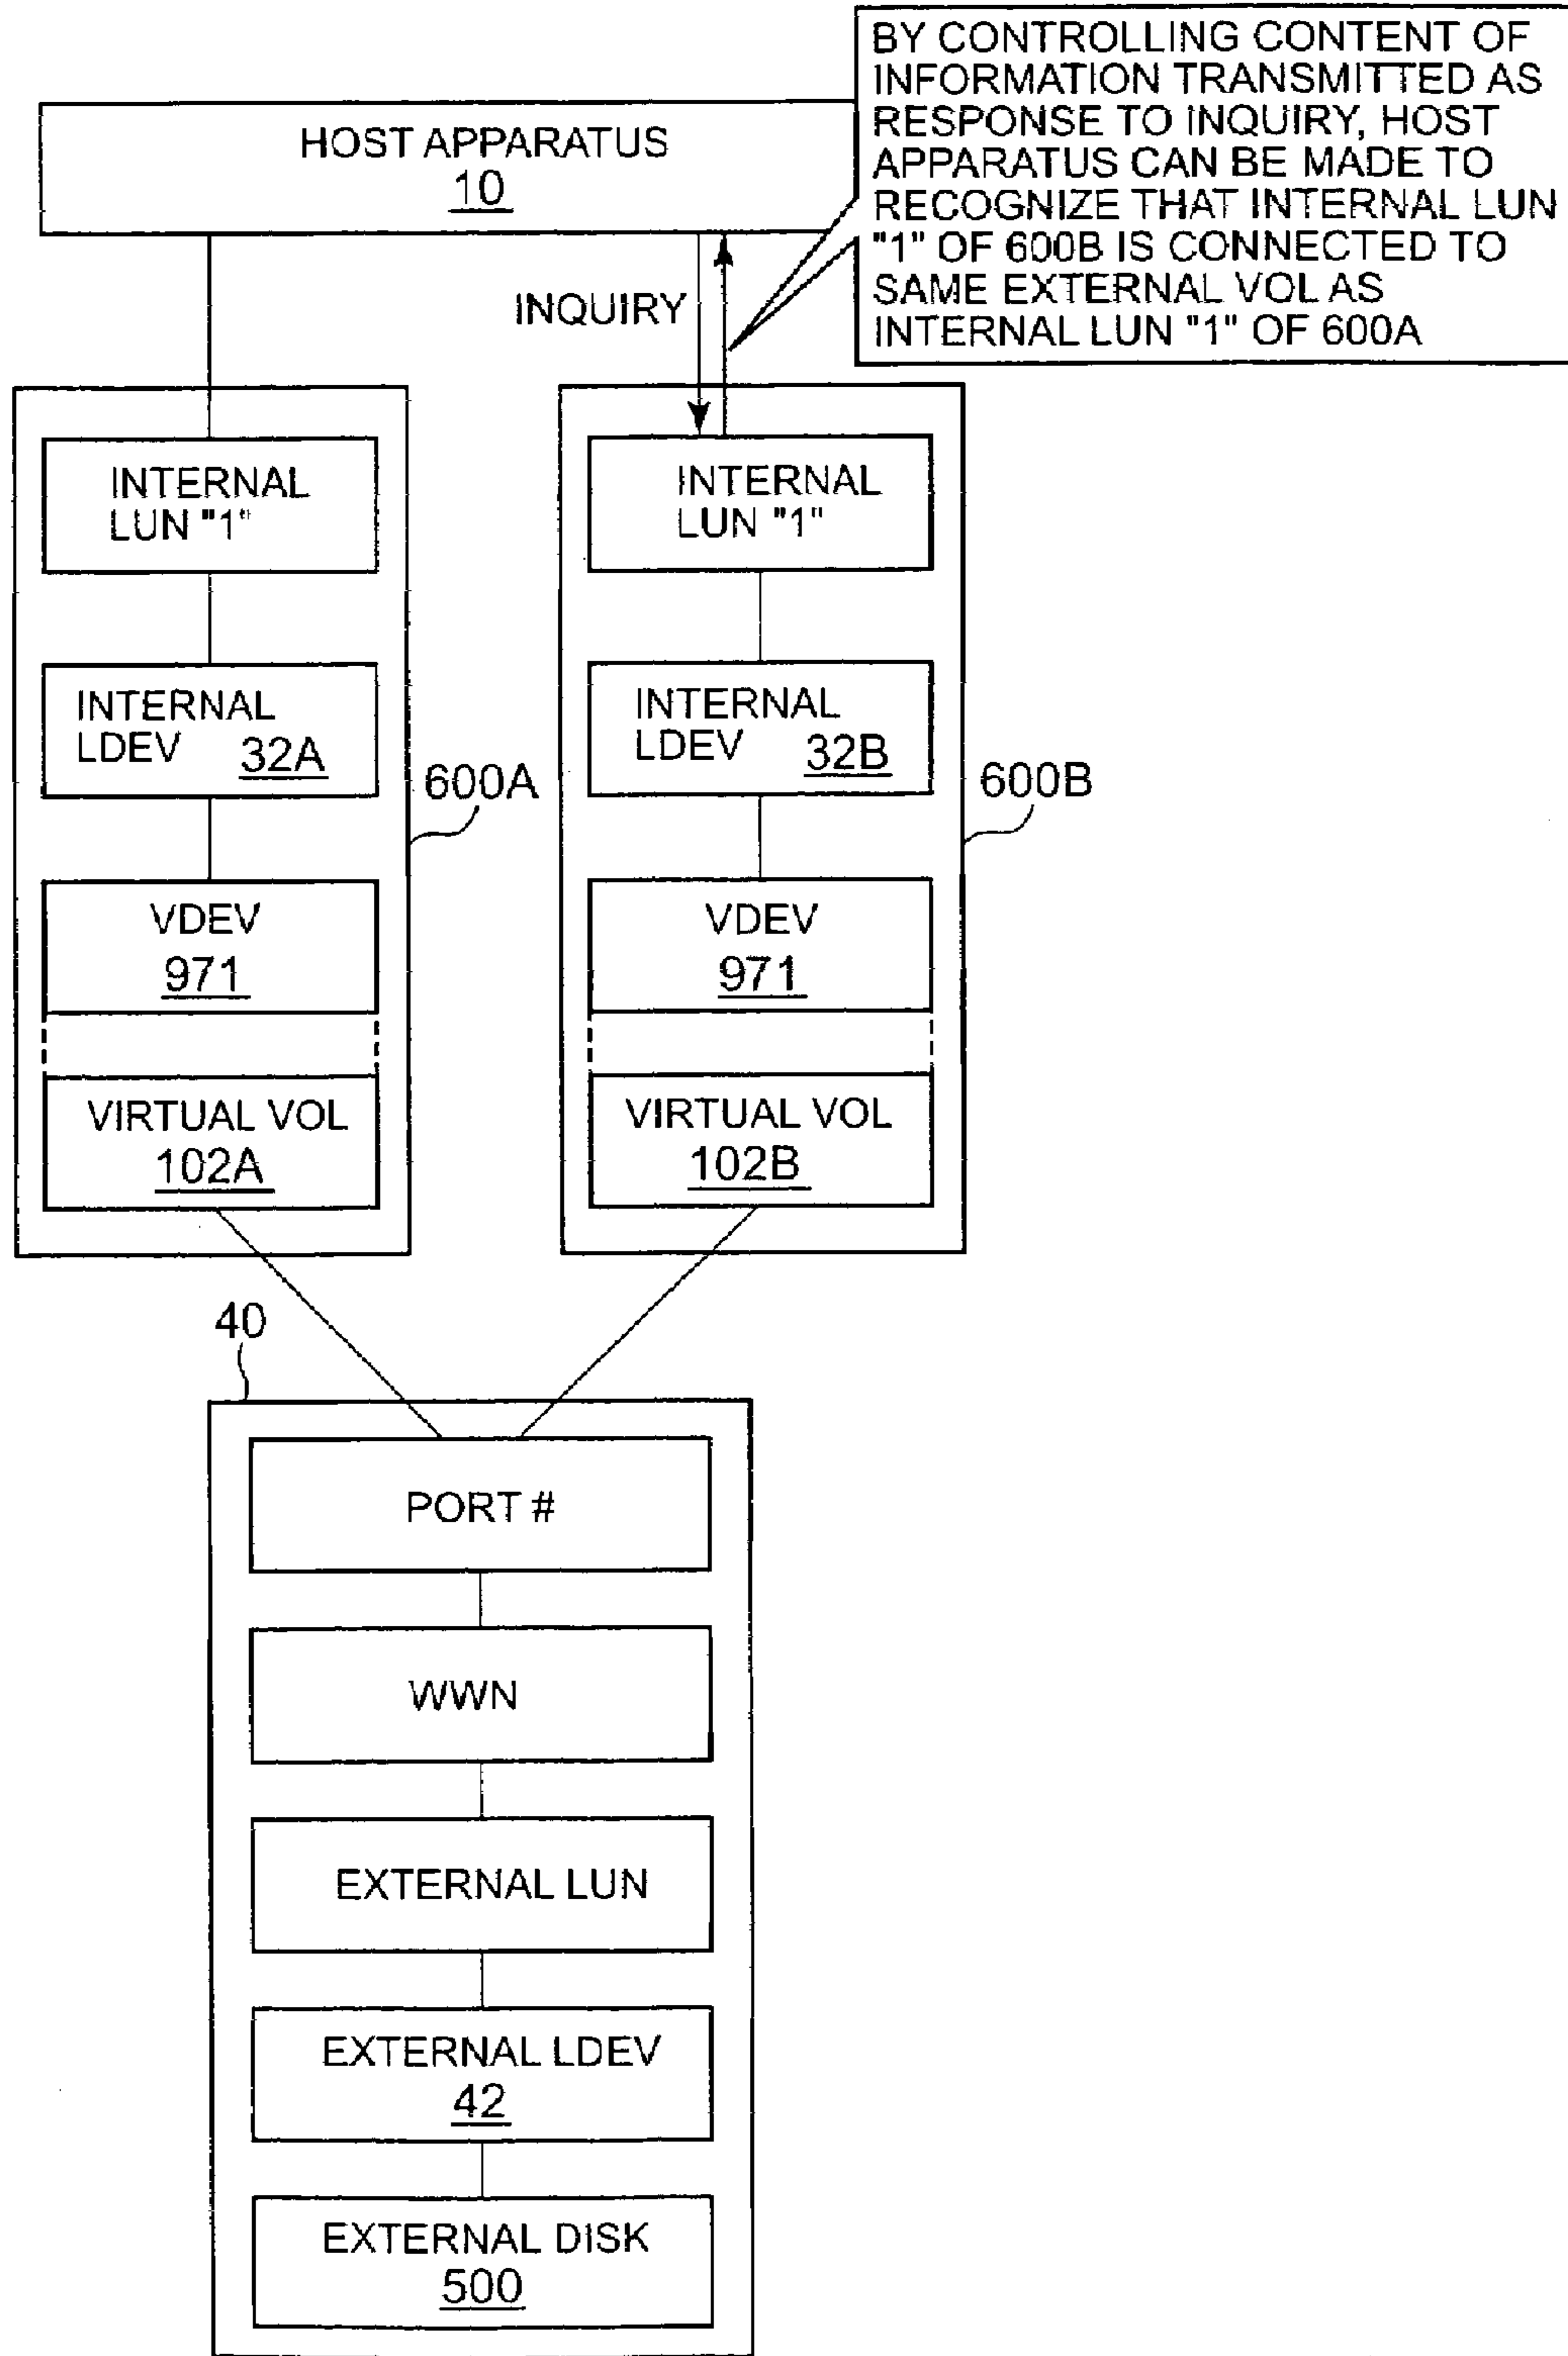 BY CONTROLLING CONTENT OF
INFORMATION TRANSMITTED AS
RESPONSE TO INQUIRY, HOST
APPARATUS CAN BE MADE TO
RECOGNIZE THAT INTERNAL LUN
"1" OF 600B IS CONNECTED TO
SAME EXTERNAL VOL AS
INTERNAL LUN "1" OF 600A
HOST APPARATUS
10
INQUIRY
INTERNAL
LUN "1"
INTERNAL
LDEV 32A
600A
VDEV
971
VIRTUAL VOL
102A
INTERNAL
LUN "1"
INTERNAL
LDEV 32B
600B
VDEV
971
VIRTUAL VOL
102B
40
PORT #
WWN
EXTERNAL LUN
EXTERNAL LDEV
42
EXTERNAL DISK
500